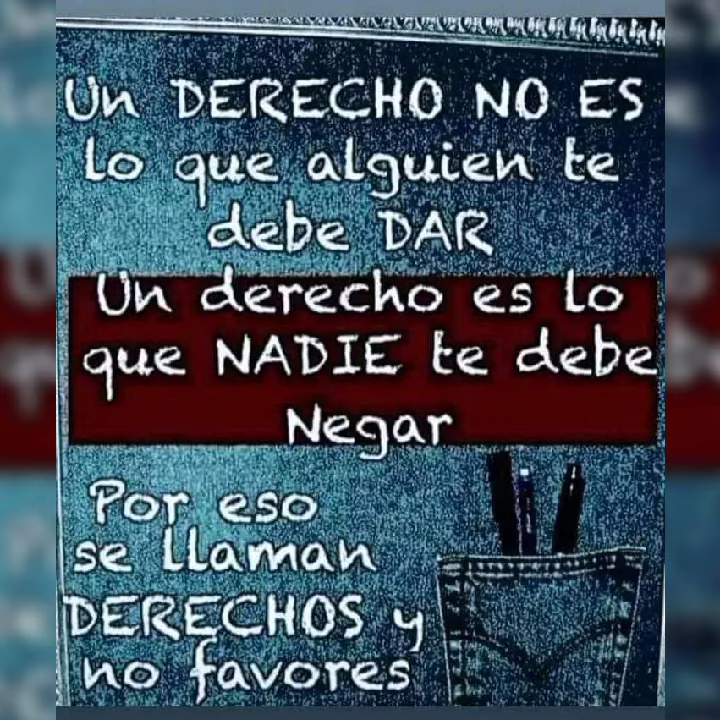 Un DERECHO NO ES
lo que alguien te
debe DAR
Un derecho es lo
que NADIE te debe
Negar
Por eso
se llaman
DERECHOS y
no favores